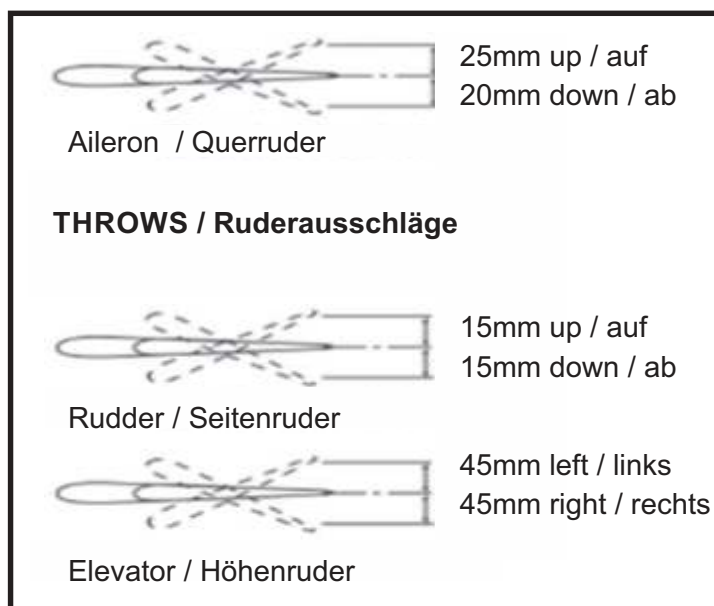 25mm up / auf
20mm down / ab
Aileron / Querruder
THROWS / Ruderausschläge
15mm up / auf
15mm down / ab
Rudder / Seitenruder
45mm left / links
45mm right / rechts
Elevator / Höhenruder